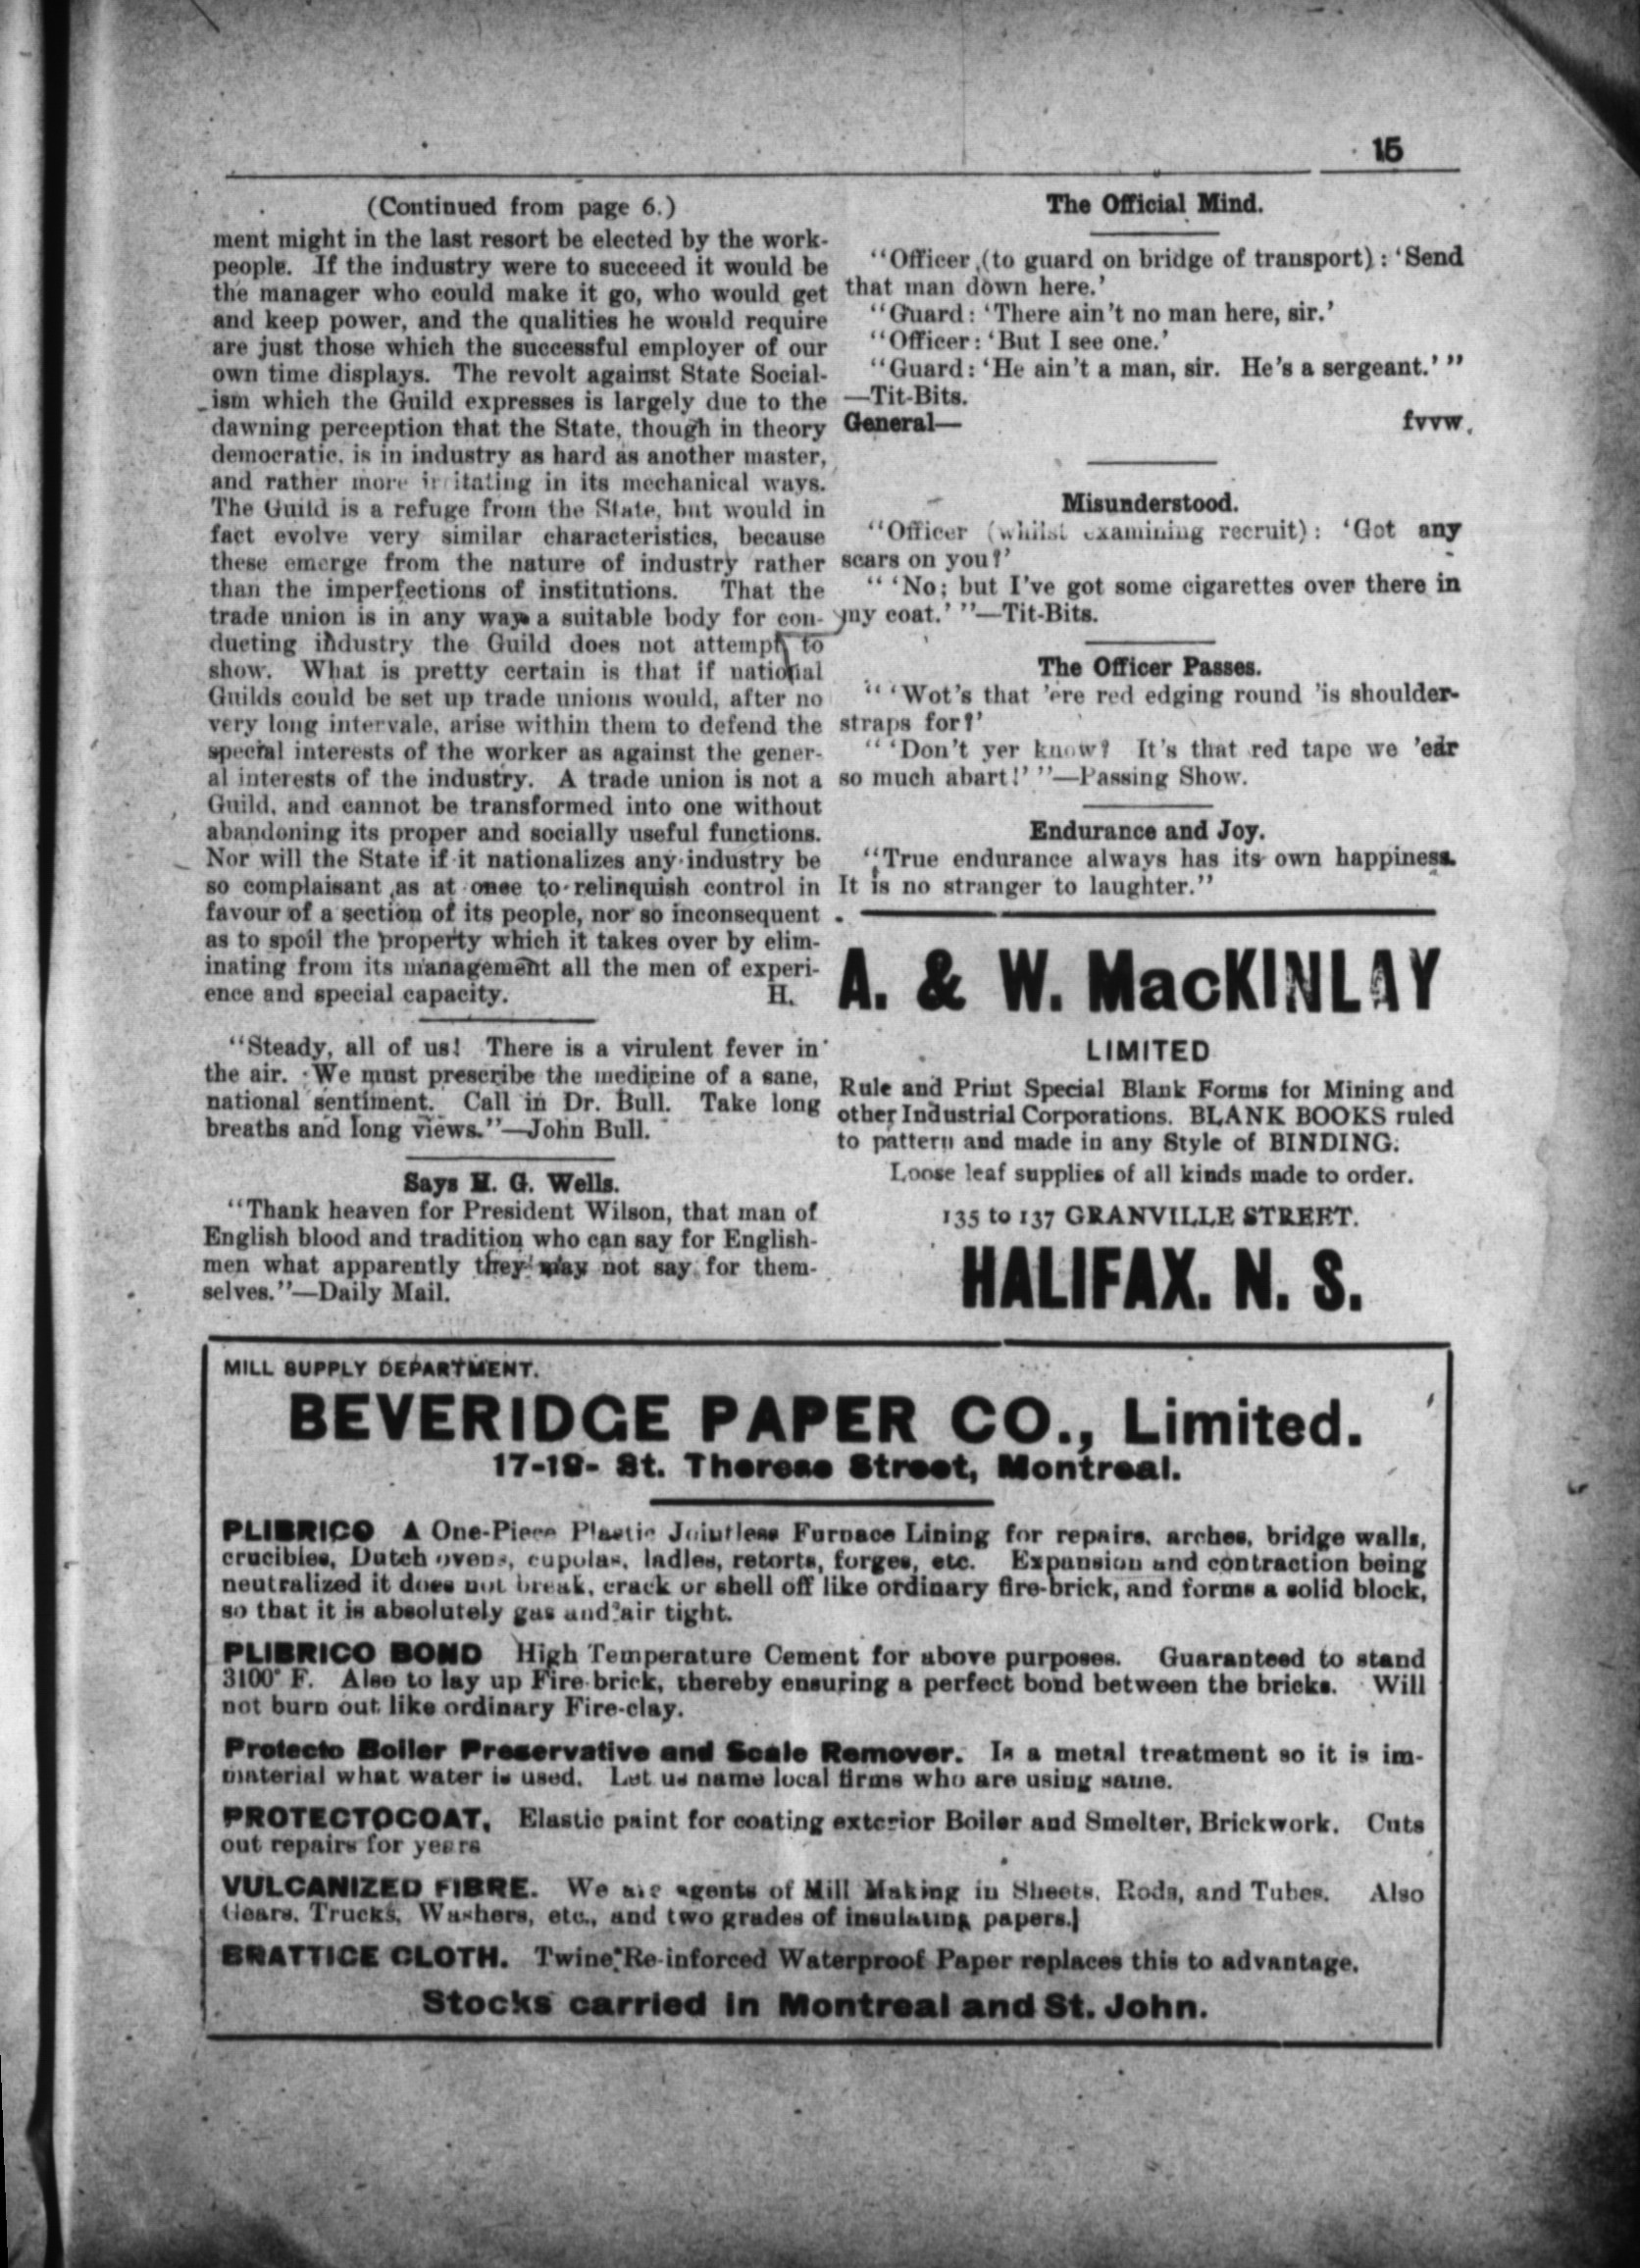 15
(Continued from page 6.)
ment might in the last resort be elected by the work-
people. If the industry were to succeed it would be
the manager who could make it go, who would get
and keep power, and the qualities he would require
are just those which the successful employer of our
own time displays. The revolt against State Social-
ism which the Guild expresses is largely due to the
dawning perception that the State, though in theory
democratic, is in industry as hard as another master,
and rather more irritating in its mechanical ways.
The Guild is a refuge from the State, but would in
fact evolve very similar characteristics, because
these emerge from the nature of industry rather
than the imperfections of institutions. That the
trade union is in any way a suitable body for con-
ducting industry the Guild does not attempt to
show. What is pretty certain is that if national
Guilds could be set up trade unions would, after no
very long intervale, arise within them to defend the
special interests of the worker as against the gener-
al interests of the industry. A trade union is not a
Guild, and cannot be transformed into one without
abandoning its proper and socially useful functions.
Nor will the State if it nationalizes any industry be
so complaisant as at once to relinquish control in
favour of a section of its people, nor so inconsequent
as to spoil the property which it takes over by elim-
inating from its management all the men of experi-
ence and special capacity. H.
"Steady, all of us! There is a virulent fever in
the air. We must prescribe the medicine of a sane,
national sentiment. Call in Dr. Bull. Take long
breaths and long views."—John Bull.
Says H. G. Wells.
"Thank heaven for President Wilson, that man of
English blood and tradition who can say for English-
men what apparently they may not say for them-
selves."—Daily Mail.
The Official Mind.
"Officer (to guard on bridge of transport): 'Send
that man down here.'
"Guard: 'There ain't no man here, sir.'
"Officer: 'But I see one.'
"Guard: 'He ain't a man, sir. He's a sergeant.' "
—Tit-Bits.
General— fvvw,
Misunderstood.
"Officer (whilst examining recruit): 'Got any
scars on you?'
" 'No; but I've got some cigarettes over there in
my coat.' "—Tit-Bits.
The Officer Passes.
" 'Wot's that 'ere red edging round 'is shoulder-
straps for?'
" 'Don't yer know? It's that red tape we 'ear
so much abart!' "—Passing Show.
Endurance and Joy.
"True endurance always has its own happiness.
It is no stranger to laughter."
A. & W. MacKINLAY
LIMITED
Rule and Print Special Blank Forms for Mining and
other Industrial Corporations. BLANK BOOKS ruled
to pattern and made in any Style of BINDING.
Loose leaf supplies of all kinds made to order.
135 to 137 GRANVILLE STREET.
HALIFAX. N. S.
MILL SUPPLY DEPARTMENT.
BEVERIDGE PAPER CO., Limited.
17-19- St. Therese Street, Montreal.
PLIBRICO A One-Piece Plastic Jointless Furnace Lining for repairs, arches, bridge walls,
crucibles, Dutch ovens, cupolas, ladles, retorts, forges, etc. Expansion and contraction being
neutralized it does not break, crack or shell off like ordinary fire-brick, and forms a solid block,
so that it is absolutely gas and air tight.
PLIBRICO BOND High Temperature Cement for above purposes. Guaranteed to stand
3100° F. Also to lay up Fire-brick, thereby ensuring a perfect bond between the bricks. Will
not burn out like ordinary Fire-clay.
Protecto Boiler Preservative and Scale Remover. Is a metal treatment so it is im-
material what water is used. Let us name local firms who are using same.
PROTECTOCOAT, Elastic paint for coating exterior Boiler and Smelter, Brickwork. Cuts
out repairs for years
VULCANIZED FIBRE. We are agents of Mill Making in Sheets, Rods, and Tubes. Also
Gears, Trucks, Washers, etc., and two grades of insulating papers.
BRATTICE CLOTH. Twine Re-inforced Waterproof Paper replaces this to advantage.
Stocks carried in Montreal and St. John.